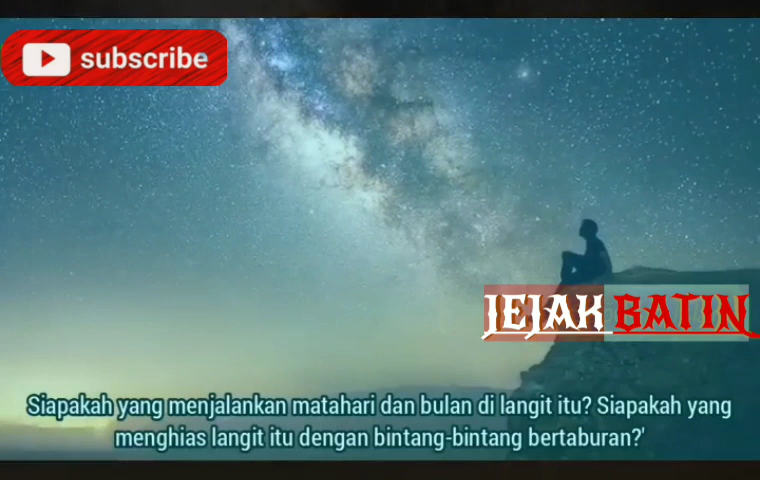 subscribe
JEJAK BATIN
Siapakah yang menjalankan matahari dan bulan di langit itu? Siapakah yang
menghias langit itu dengan bintang-bintang bertaburan?'